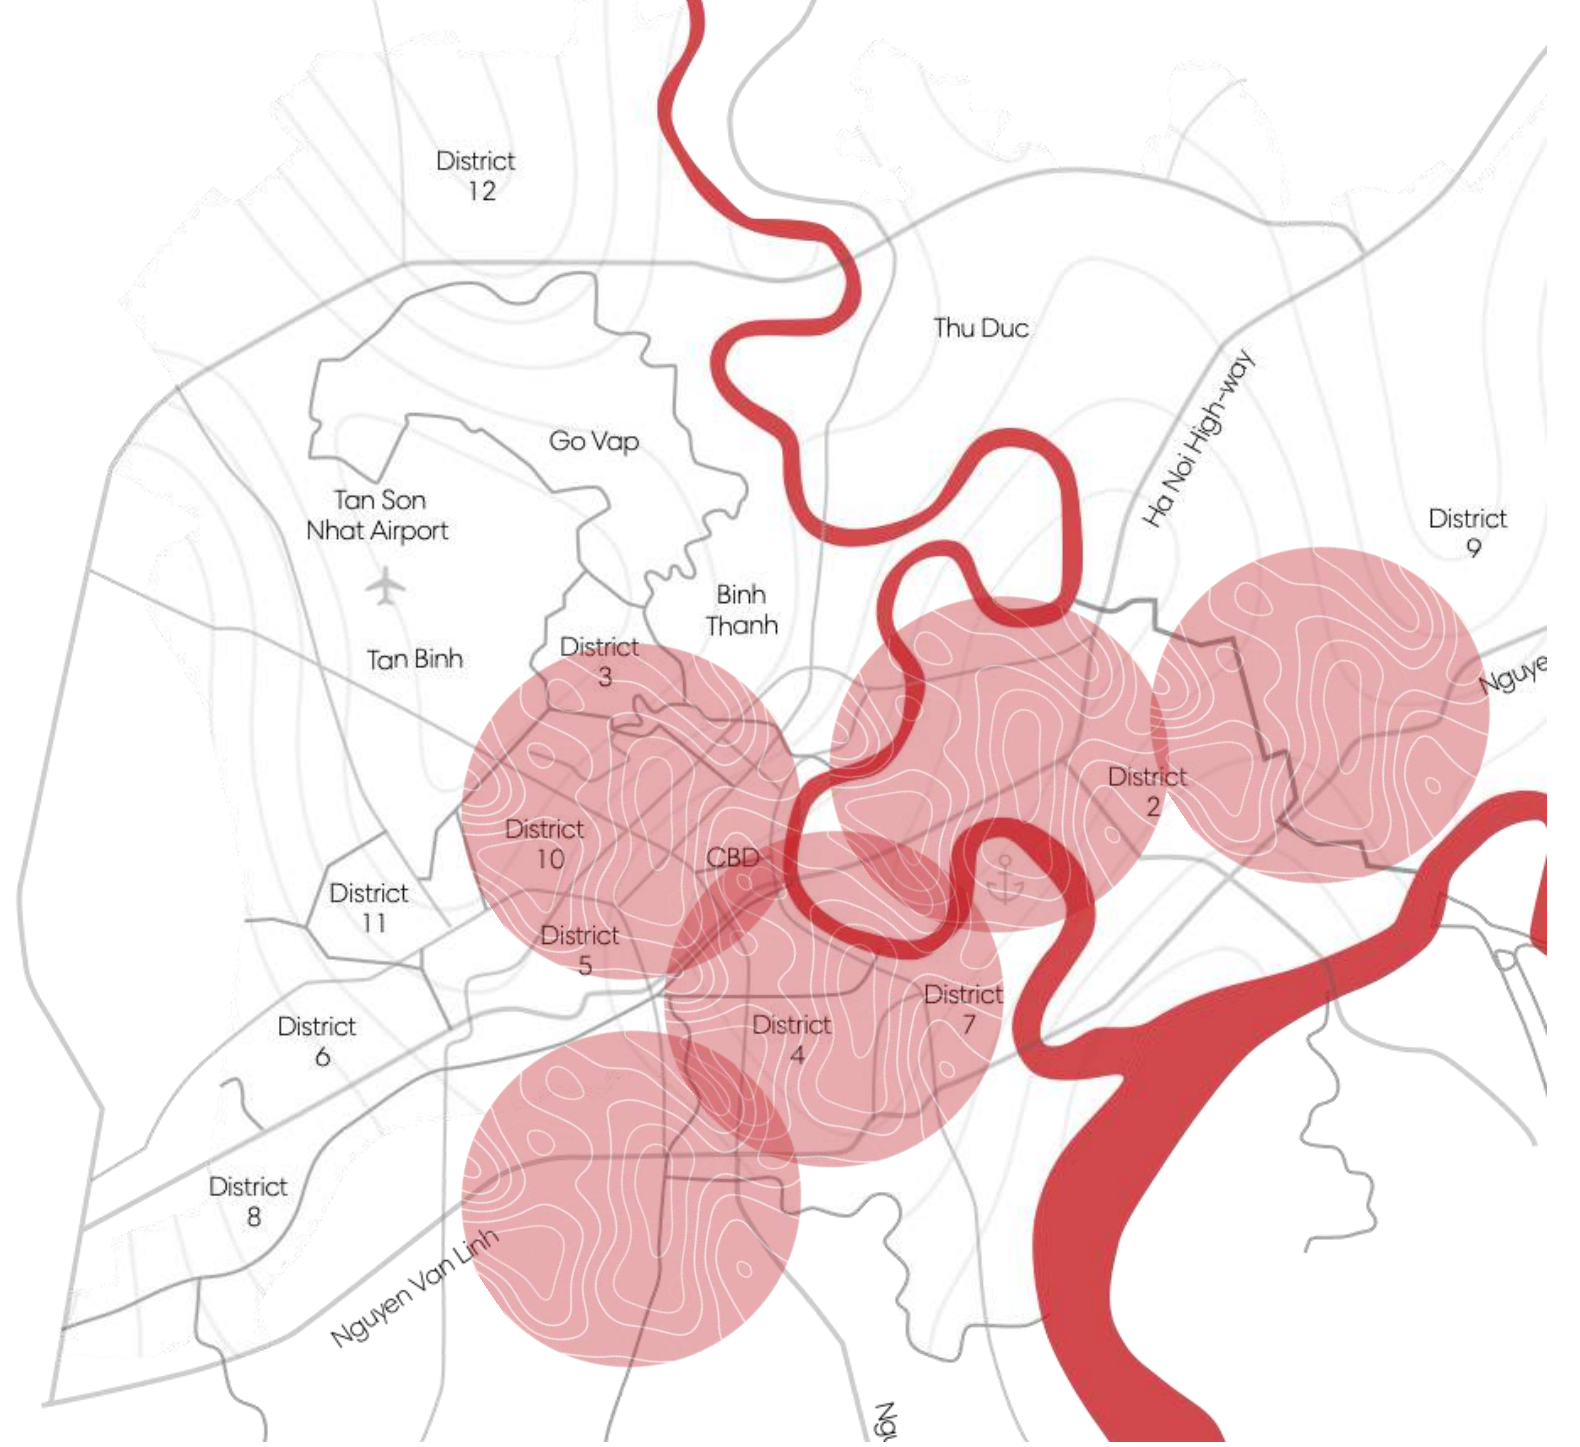 District
12
Thu Duc
Ha Noi High-way
Go Vap
Tan Son
Nhat Airport
District
9
Binh
Thanh
District
3
Tan Binh
Nguye
District
2
District
10
CBD
District
11
District
5
District
7
District
6
District
4
District
8
Nguyen Van Linh
Ngu